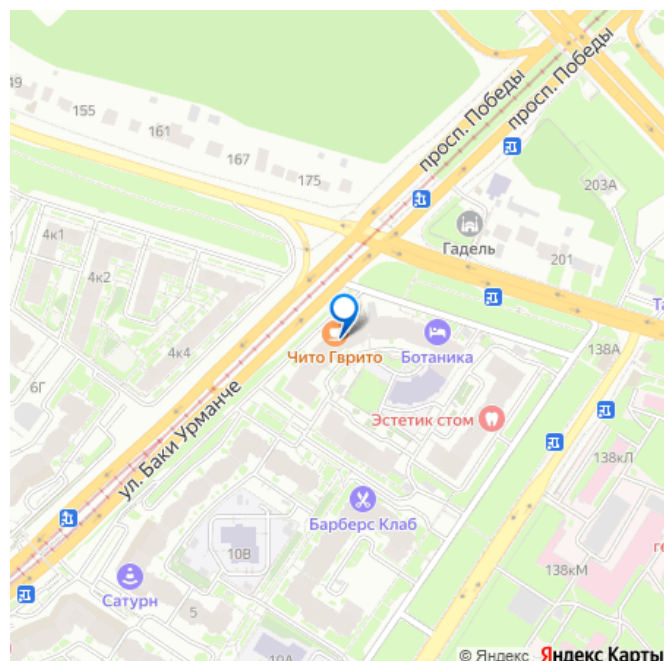 просп. Победы
просп. Победы
155
161
167
175
203А
Гадель
201
4к1
4к2
4к4
6Г
Чито Гврито
Ботаника
138А
Эстетик стом
ул. Баки Урманче
138кЛ
Барберс Клаб
10В
138кМ
Сатурн
5
10А
© Яндекс Яндекс Карты